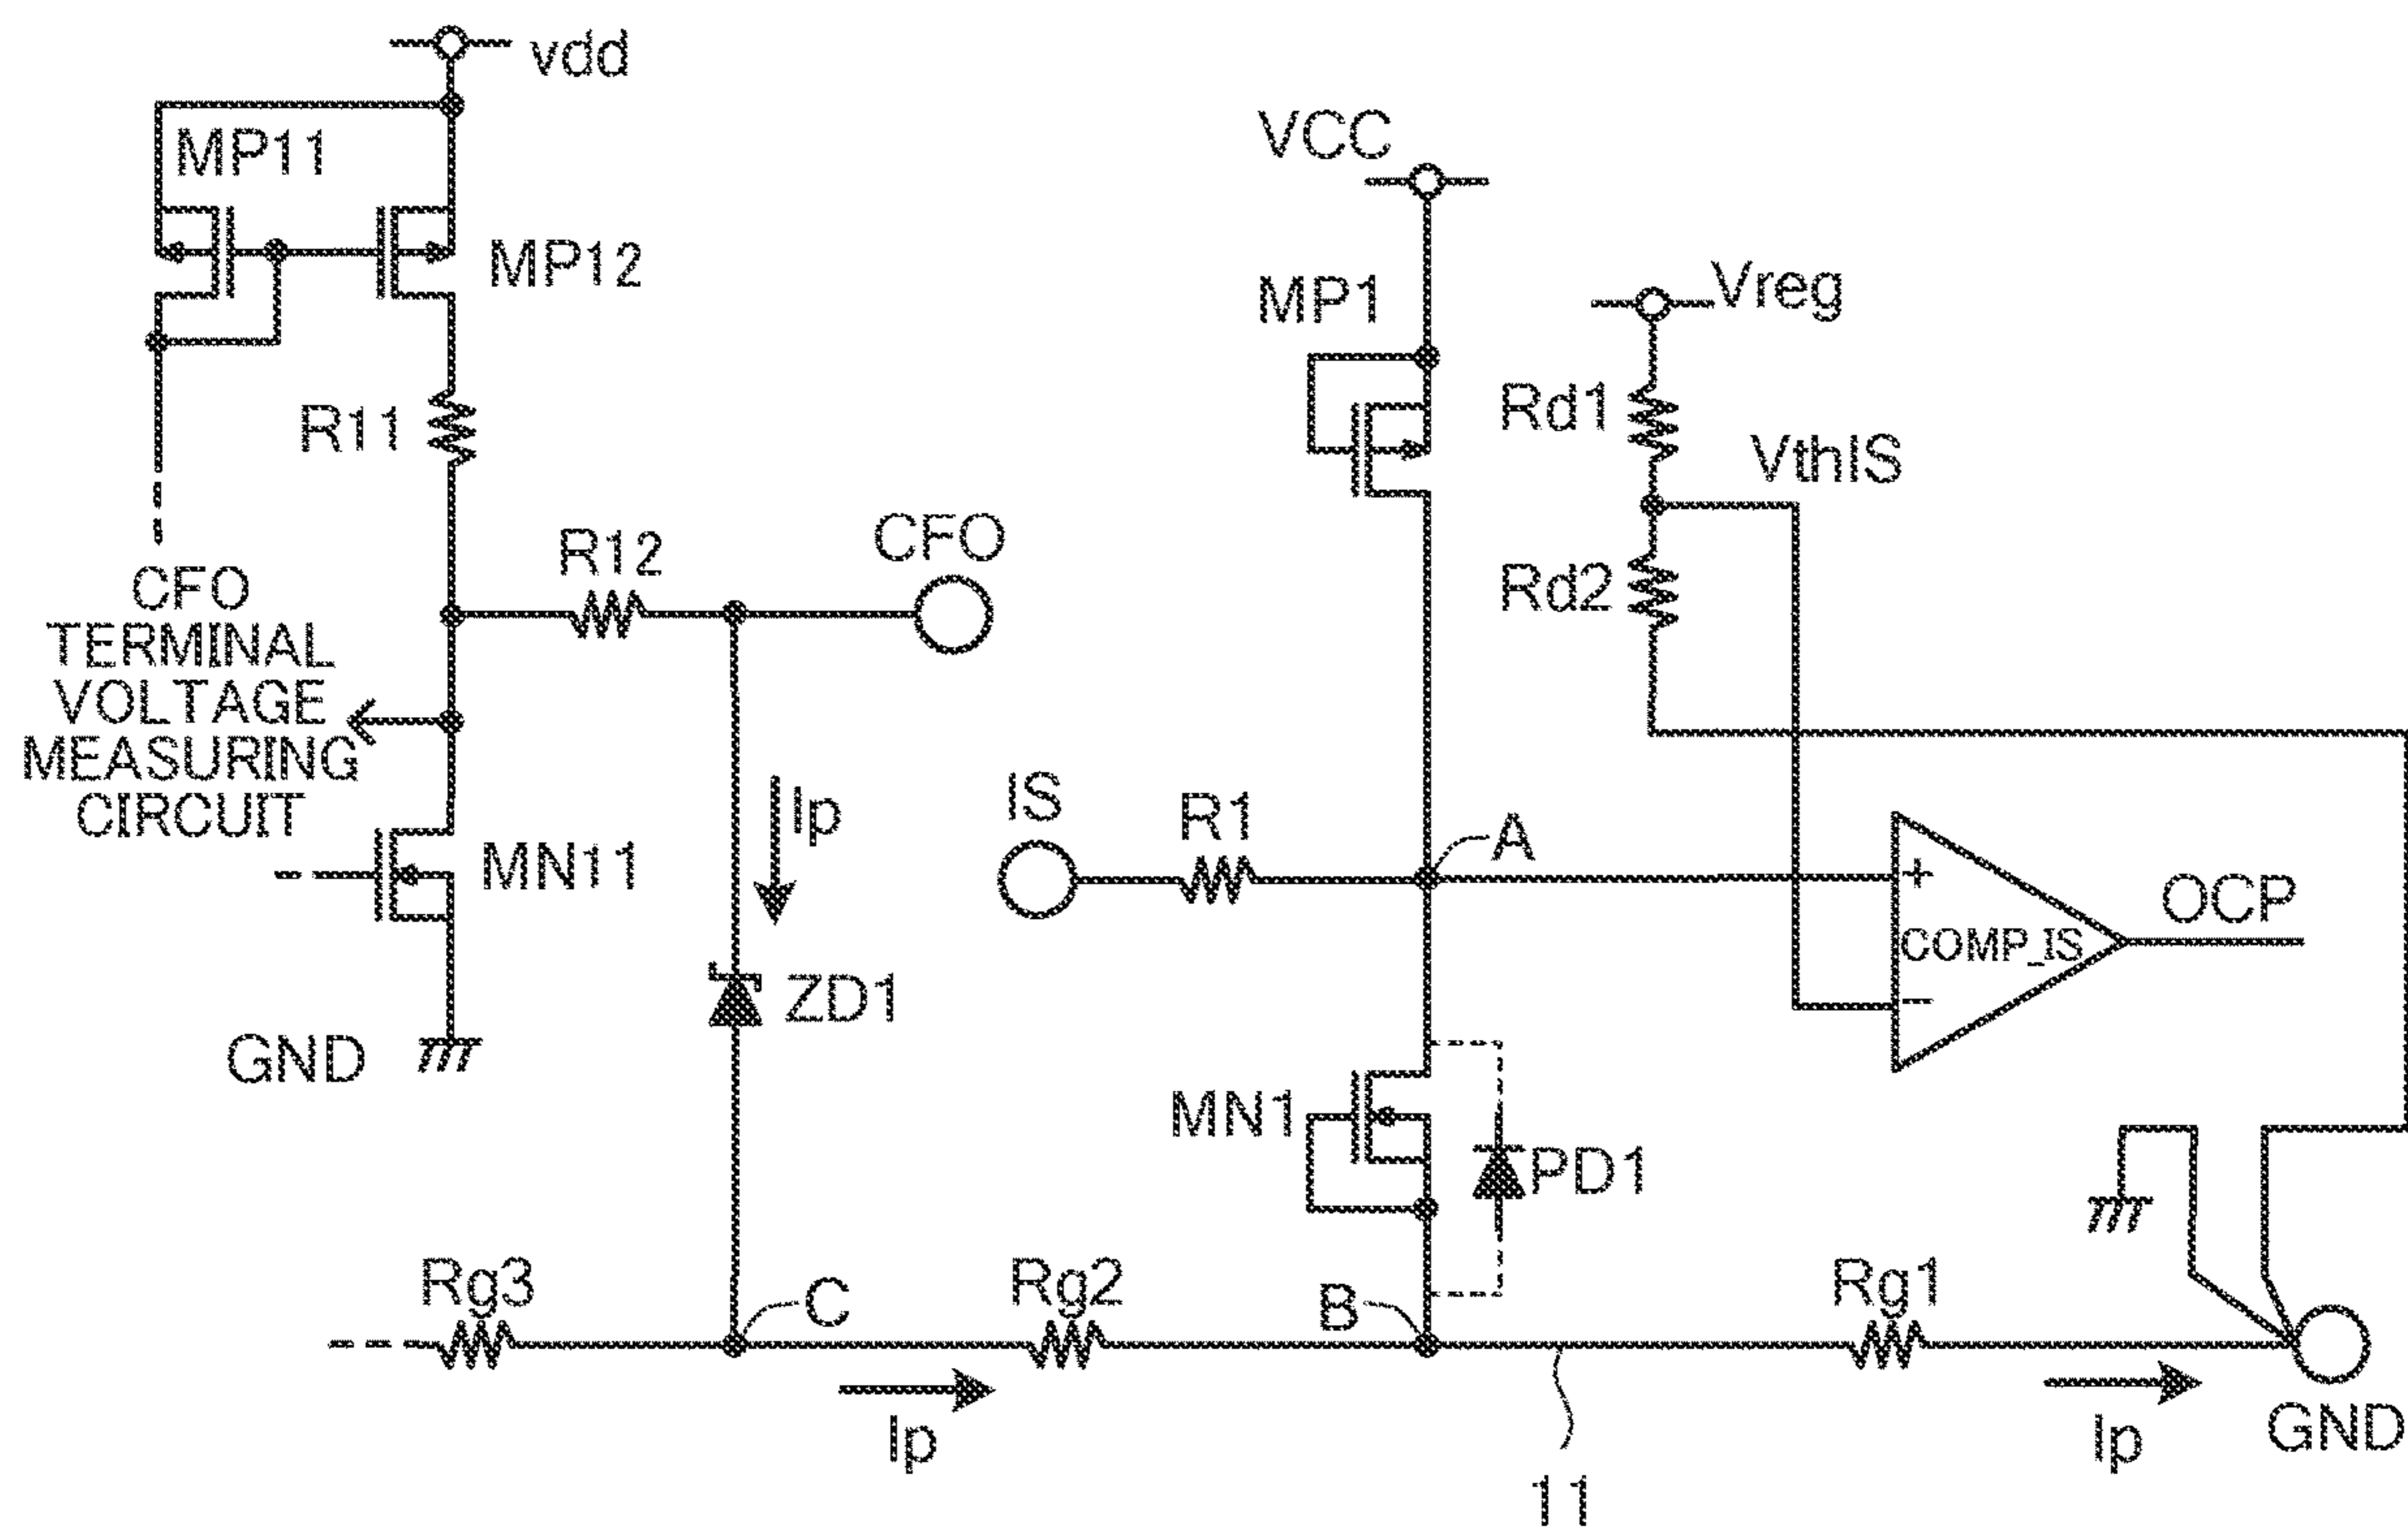 vdd
MP11
MP12
R11
R12
CFO
CFO
TERMINAL
VOLTAGE
MEASURING
CIRCUIT
MN11
GND
Ip
ZD1
VCC
MP1
Vreg
Rd1
VthIS
Rd2
IS
R1
A
+
COMP_IS
-
OCP
MN1
PD1
Rg3
C
Rg2
B
Rg1
Ip
11
Ip
GND